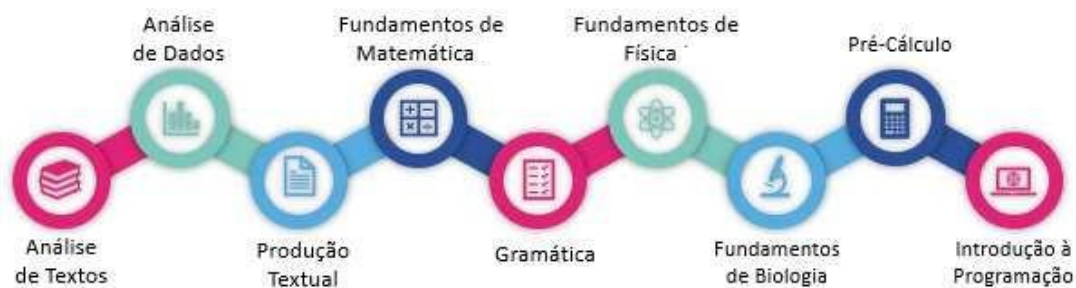 Análise
de Textos
Análise
de Dados
Produção
Textual
Fundamentos de
Matemática
Gramática
Fundamentos de
Física
Fundamentos
de Biologia
Pré-Cálculo
Introdução à
Programação